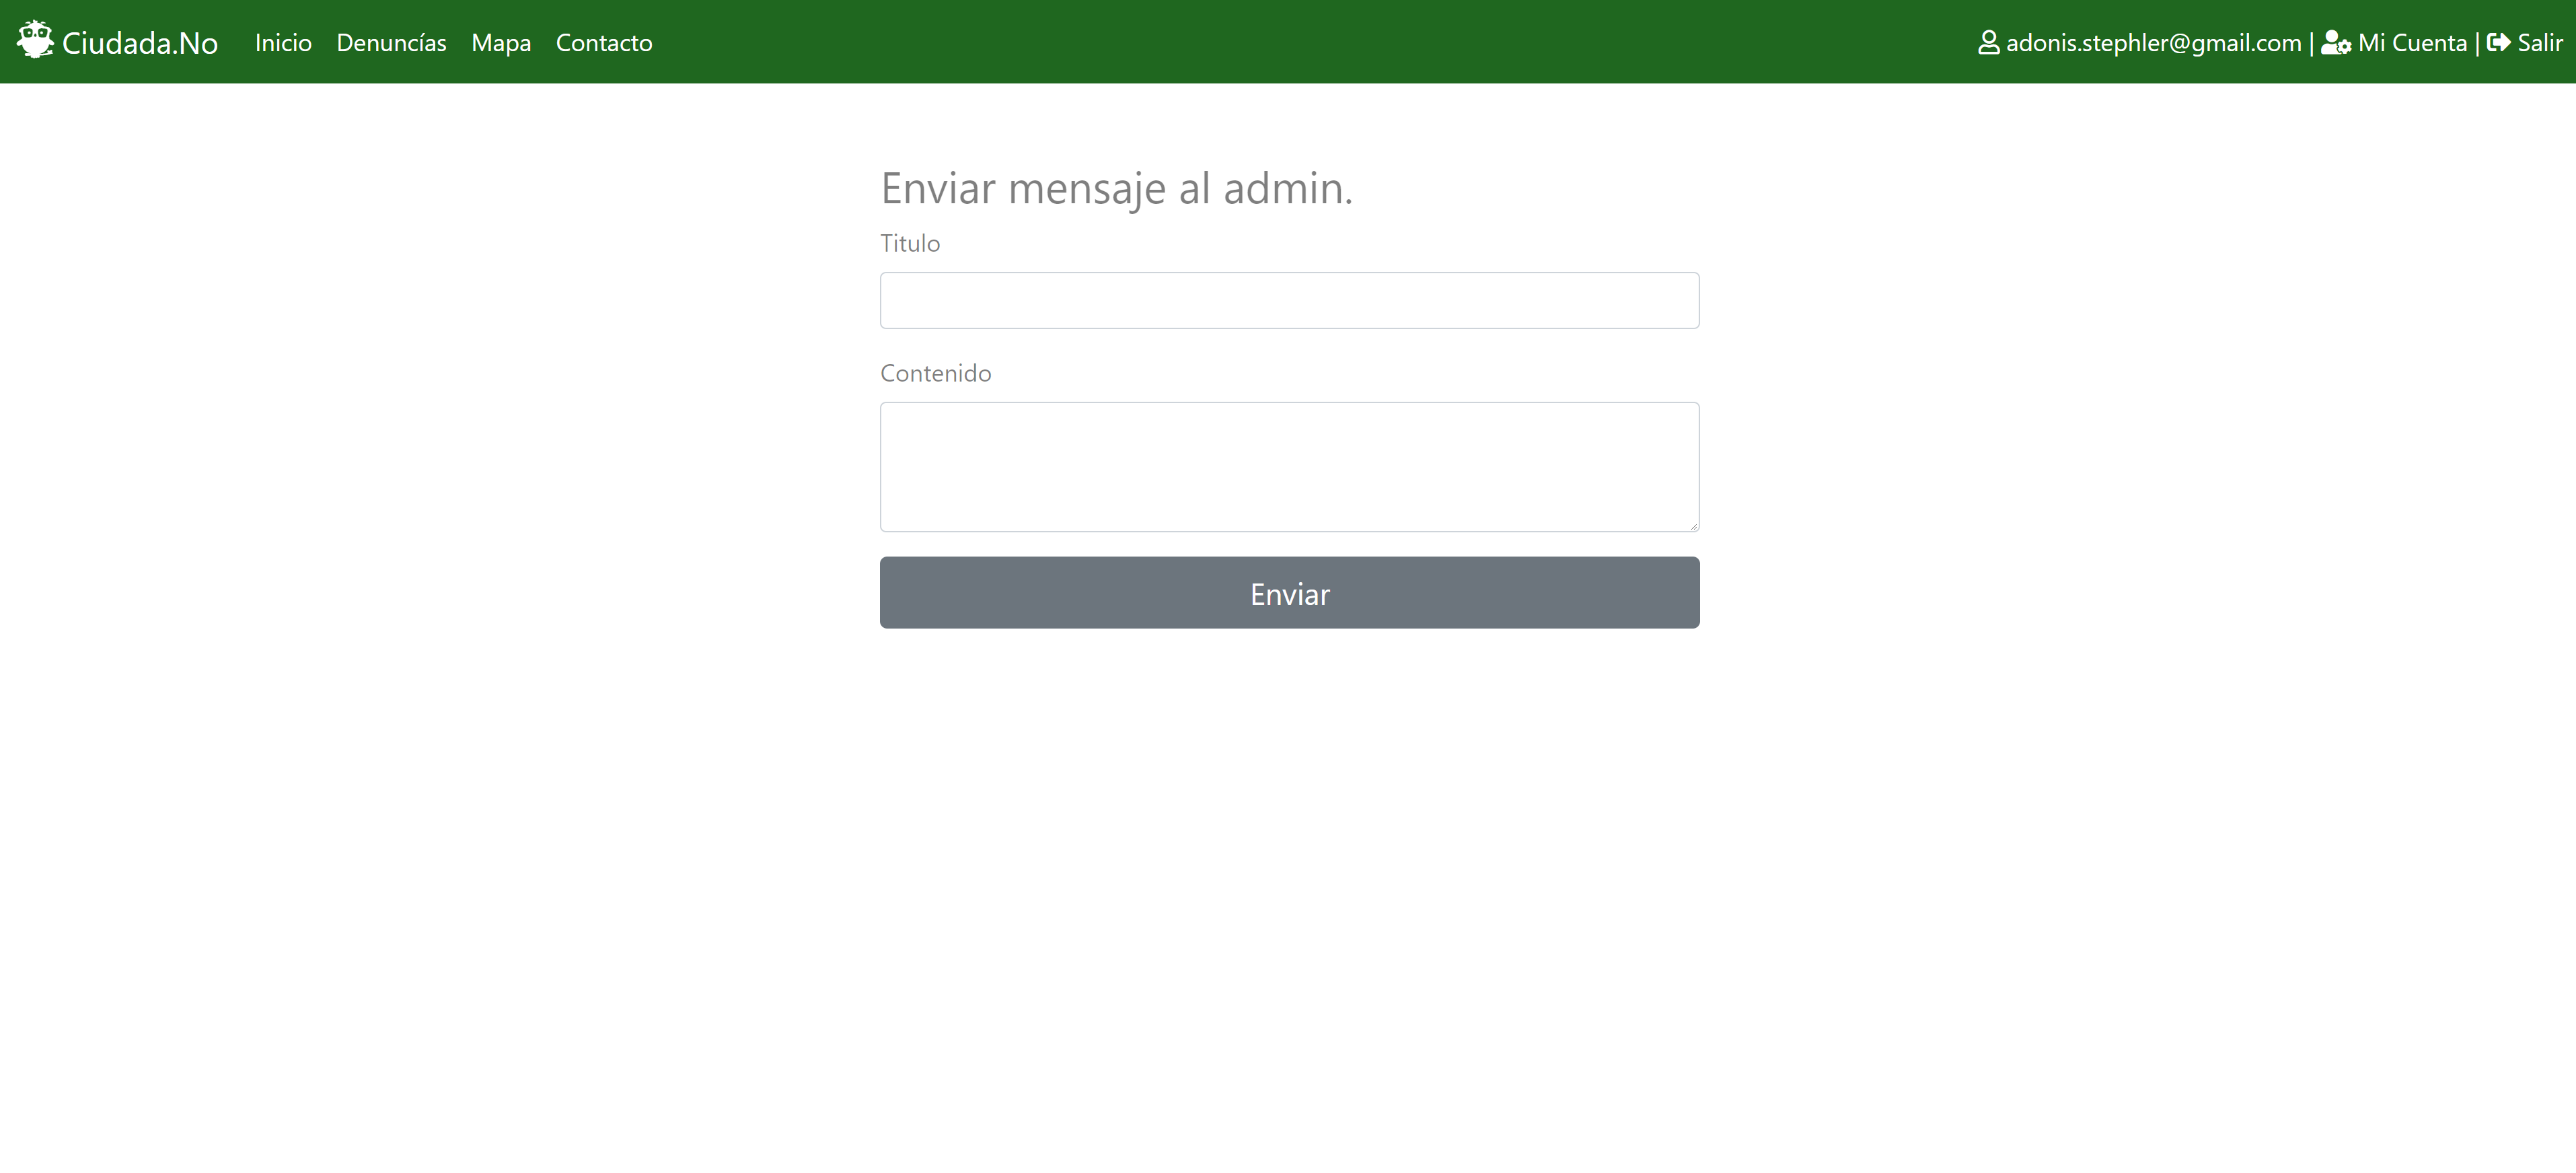 Ciudada.No Inicio Denuncías Mapa Contacto adonis.stephler@gmail.com | Mi Cuenta | Salir
Enviar mensaje al admin.
Titulo
Contenido
Enviar